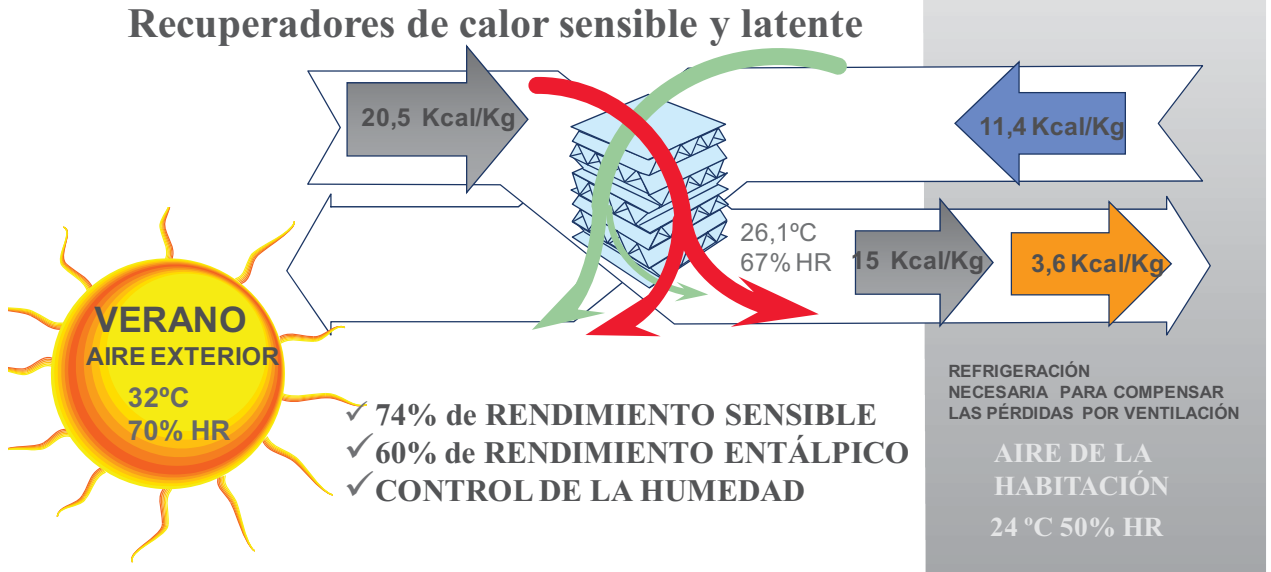 Recuperadores de calor sensible y latente
20,5 Kcal/Kg
11,4 Kcal/Kg
26,1ºC
67% HR
15 Kcal/Kg
3,6 Kcal/Kg
VERANO
AIRE EXTERIOR
32ºC
70% HR
✓ 74% de RENDIMIENTO SENSIBLE
✓ 60% de RENDIMIENTO ENTÁLPICO
✓ CONTROL DE LA HUMEDAD
REFRIGERACIÓN
NECESARIA PARA COMPENSAR
LAS PÉRDIDAS POR VENTILACIÓN
AIRE DE LA
HABITACIÓN
24 ºC 50% HR